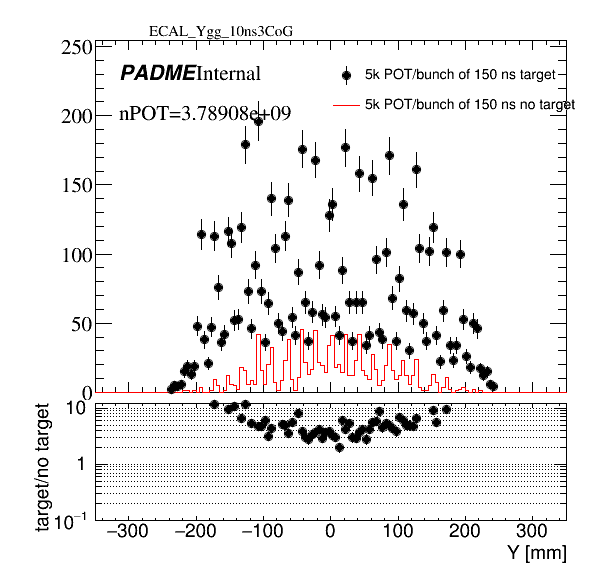 ECAL_Ygg_10ns3CoG
250
PADME Internal
5k POT/bunch of 150 ns target
nPOT=3.78908e+09
5k POT/bunch of 150 ns no target
200
150
100
50
0
target/no target
10
1
10⁻¹
−300 −200 −100 0 100 200 300
Y [mm]